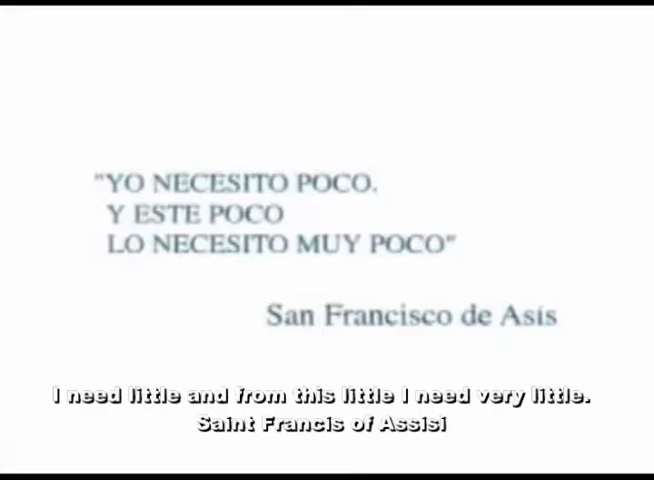 "YO NECESITO POCO.
Y ESTE POCO
LO NECESITO MUY POCO"
San Francisco de Asis
I need little and from this little I need very little.
Saint Francis of Assisi